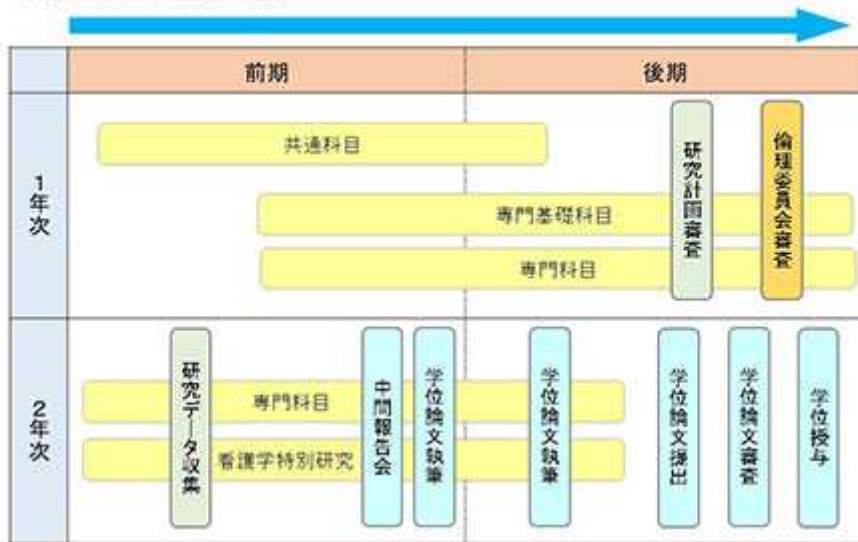 前期
後期
1年次
共通科目
専門基礎科目
専門科目
研究計画審査
倫理委員会審査
2年次
専門科目
看護学特別研究
研究データ収集
中間報告会
学位論文執筆
学位論文執筆
学位論文提出
学位論文審査
学位授与